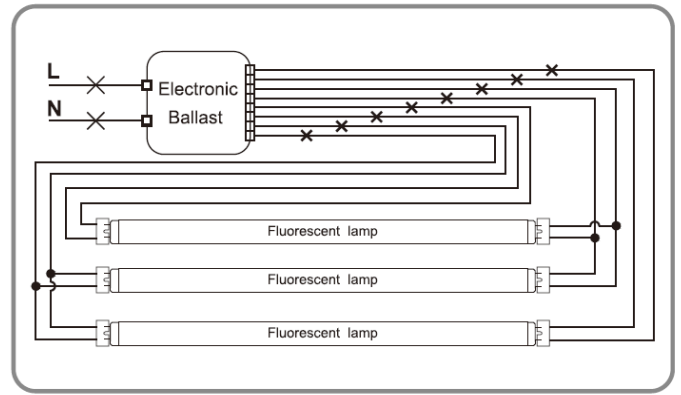 L
N
Electronic
Ballast
Fluorescent lamp
Fluorescent lamp
Fluorescent lamp